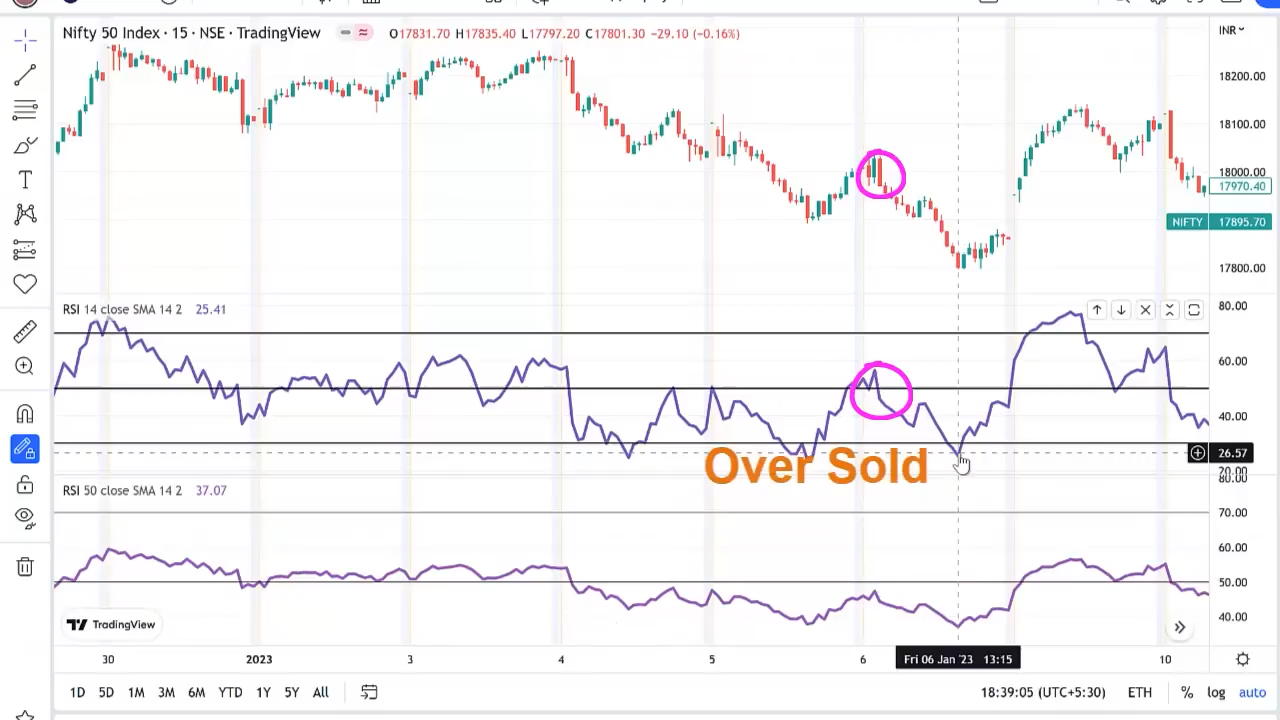 Nifty 50 Index · 15 · NSE · TradingView O17831.70 H17835.40 L17797.20 C17801.30 −29.10 (−0.16%)
INR
18200.00
18100.00
18000.00
17970.40
NIFTY 17895.70
17800.00
RSI 14 close SMA 14 2 25.41
80.00
60.00
40.00
26.57
20.00
Over Sold
RSI 50 close SMA 14 2 37.07
80.00
70.00
60.00
50.00
40.00
TradingView
30 2023 3 4 5 6 Fri 06 Jan '23 13:15 10
1D 5D 1M 3M 6M YTD 1Y 5Y All 18:39:05 (UTC+5:30) ETH % log auto